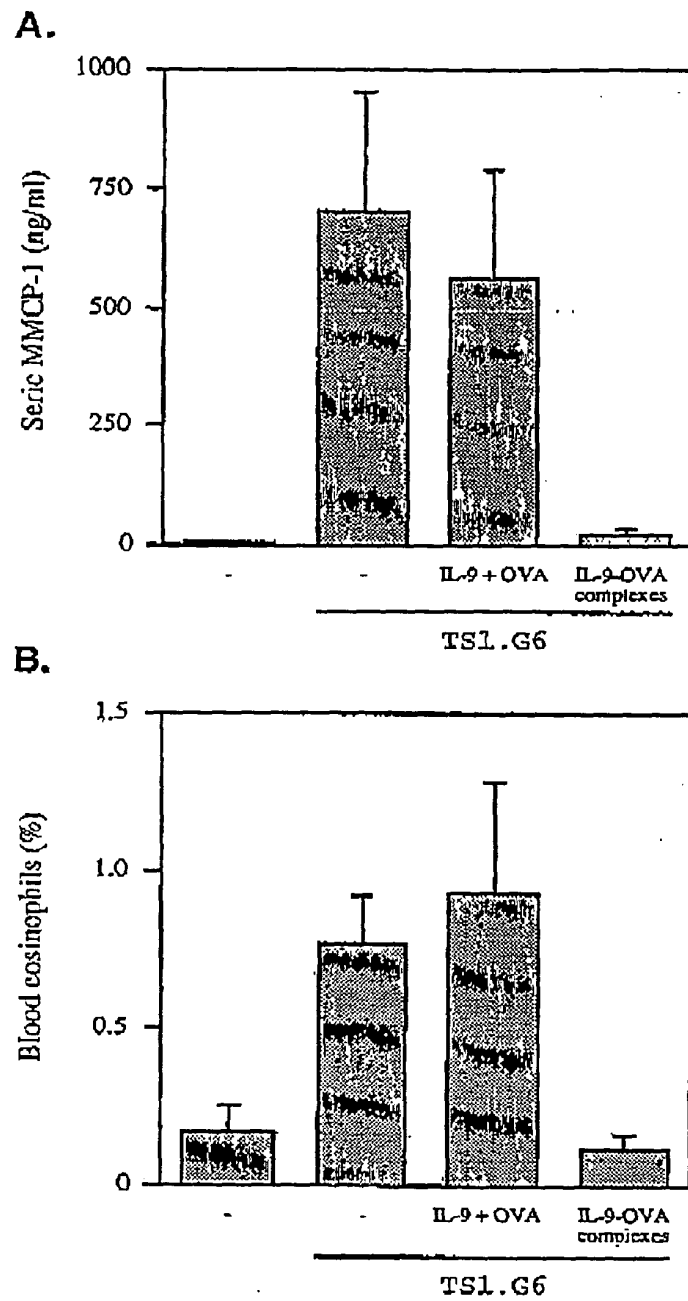 A.
Seric MMCP-1 (ng/ml)
1000
750
500
250
0
- - IL-9 + OVA IL-9-OVA
complexes
TS1.G6
B.
Blood eosinophils (%)
1.5
1.0
0.5
0
- - IL-9 + OVA IL-9-OVA
complexes
TS1.G6